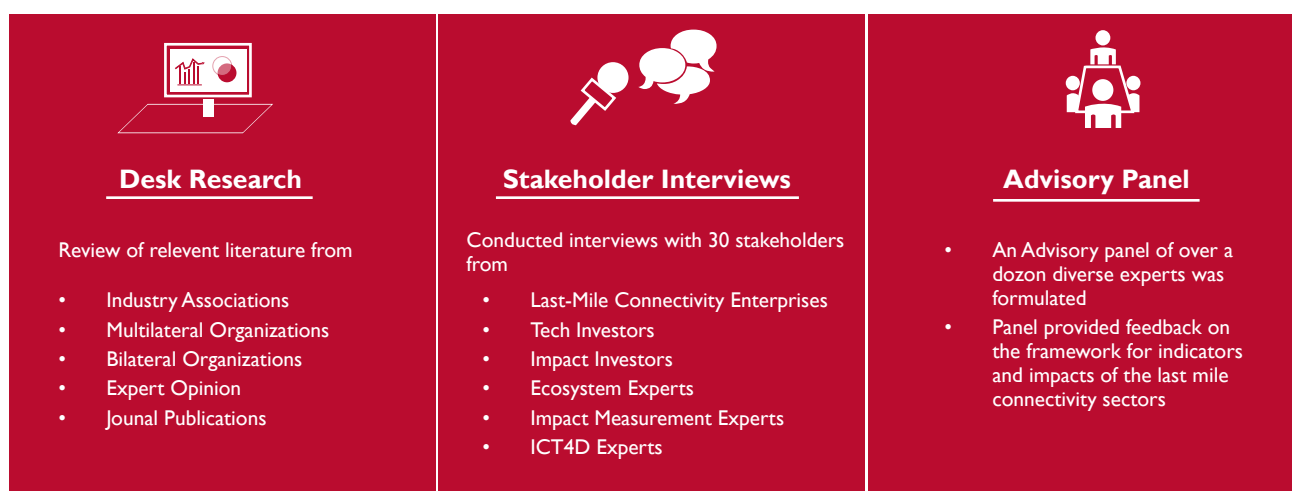 Desk Research
Review of relevent literature from
• Industry Associations
• Multilateral Organizations
• Bilateral Organizations
• Expert Opinion
• Jounal Publications
Stakeholder Interviews
Conducted interviews with 30 stakeholders
from
• Last-Mile Connectivity Enterprises
• Tech Investors
• Impact Investors
• Ecosystem Experts
• Impact Measurement Experts
• ICT4D Experts
Advisory Panel
• An Advisory panel of over a
dozon diverse experts was
formulated
• Panel provided feedback on
the framework for indicators
and impacts of the last mile
connectivity sectors